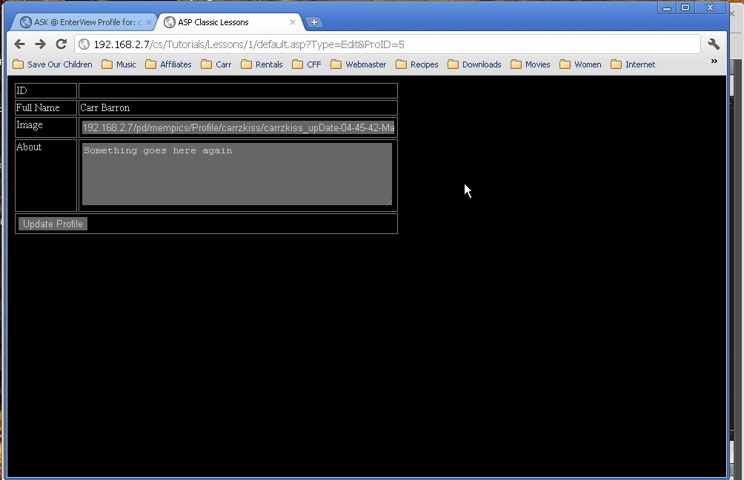 ASK @ EnterView Profile for: c
ASP Classic Lessons
192.168.2.7/cs/Tutorials/Lessons/1/default.asp?Type=Edit&ProID=5
Save Our Children Music Affiliates Carr Rentals CFF Webmaster Recipes Downloads Movies Women Internet »
ID
Full Name Carr Barron
Image 192.168.2.7/pd/mempics/Profile/carrzkiss/carrzkiss_upDate-04-45-42-Ma
About Something goes here again
Update Profile